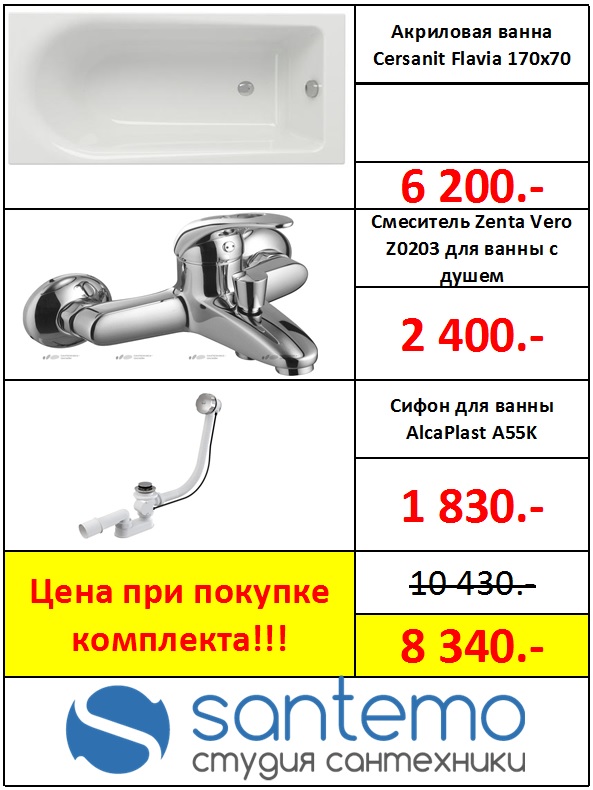 Акриловая ванна
Cersanit Flavia 170x70
6 200.-
Смеситель Zenta Vero
Z0203 для ванны с
душем
2 400.-
Сифон для ванны
AlcaPlast A55K
1 830.-
Цена при покупке
комплекта!!!
10 430.-
8 340.-
santemo
студия сантехники